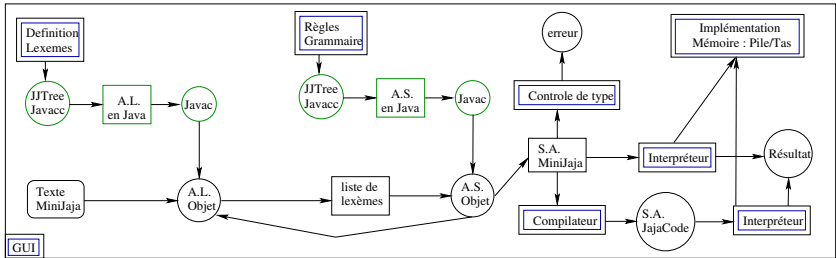 Definition
Lexemes
Règles
Grammaire
erreur
Implémentation
Mémoire : Pile/Tas
JJTree
Javacc
A.L.
en Java
Javac
JJTree
Javacc
A.S.
en Java
Javac
Controle de type
S.A.
MiniJaja
Interpréteur
Résultat
Texte
MiniJaja
A.L.
Objet
liste de
lexèmes
A.S.
Objet
Compilateur
S.A.
JajaCode
Interpréteur
GUI